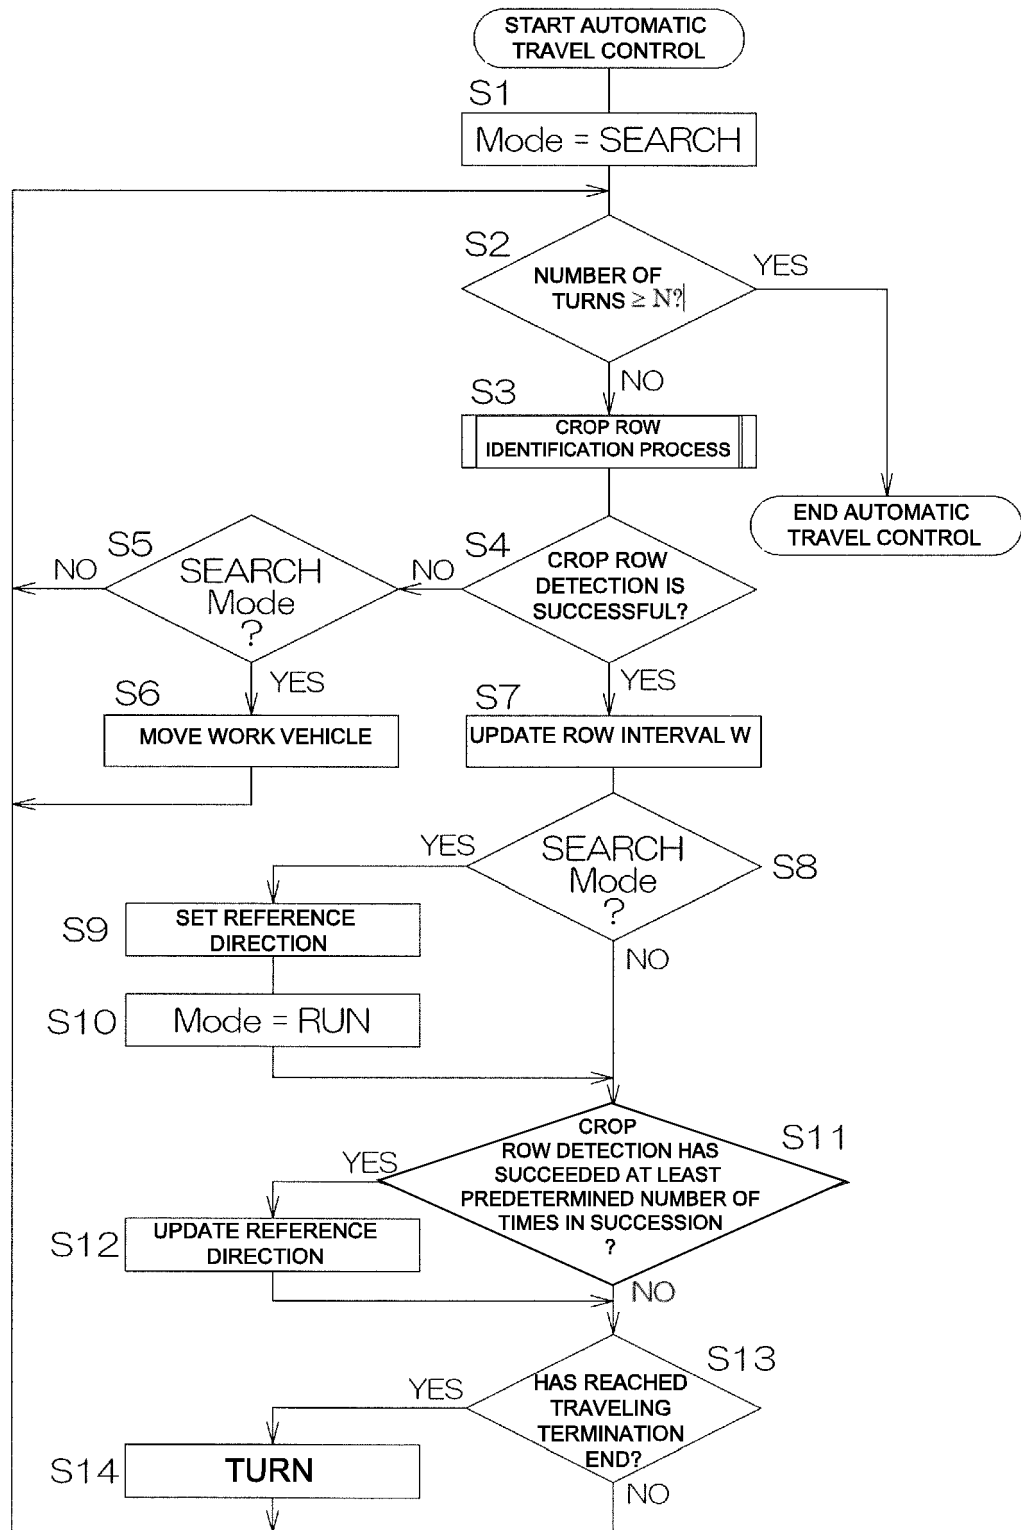 START AUTOMATIC
TRAVEL CONTROL
S1
Mode = SEARCH
S2
NUMBER OF
TURNS ≥ N?
YES
NO
S3
CROP ROW
IDENTIFICATION PROCESS
END AUTOMATIC
TRAVEL CONTROL
S4
CROP ROW
DETECTION IS
SUCCESSFUL?
NO
S5
SEARCH
Mode
?
NO
YES
YES
S6
MOVE WORK VEHICLE
S7
UPDATE ROW INTERVAL W
YES
SEARCH
Mode
?
S8
NO
S9
SET REFERENCE
DIRECTION
S10
Mode = RUN
CROP
ROW DETECTION HAS
SUCCEEDED AT LEAST
PREDETERMINED NUMBER OF
TIMES IN SUCCESSION
?
S11
YES
S12
UPDATE REFERENCE
DIRECTION
NO
S13
HAS REACHED
TRAVELING
TERMINATION
END?
YES
S14
TURN
NO